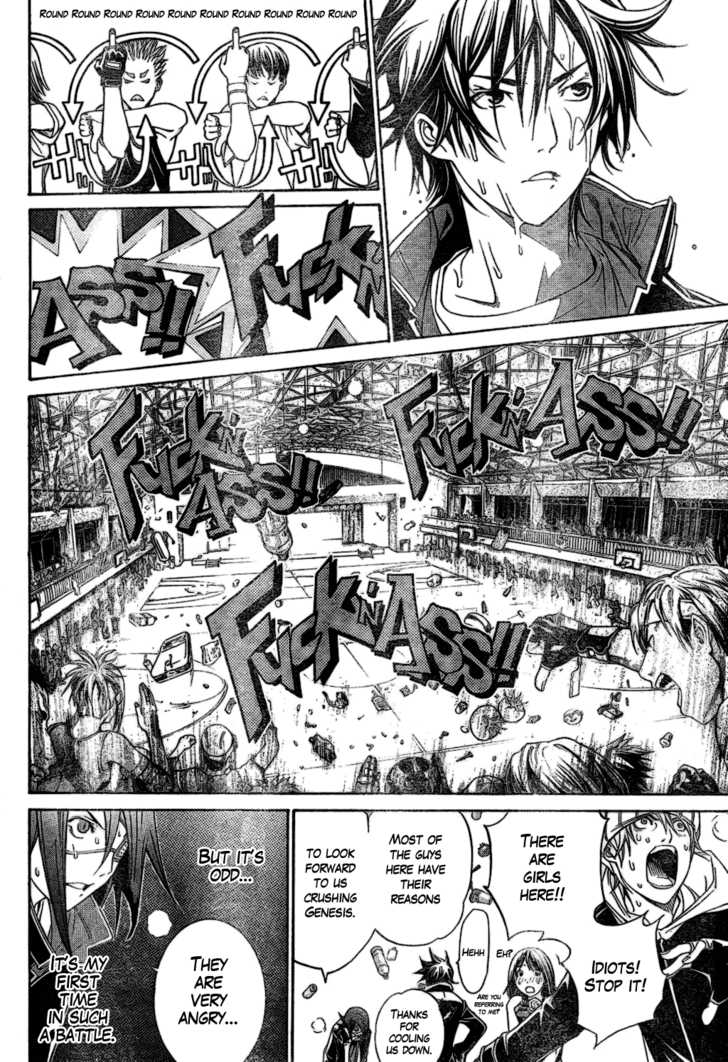 ROUND ROUND ROUND ROUND ROUND ROUND ROUND ROUND ROUND ROUND
FUCK N'
ASS!!
FUCK N' ASS!!
FUCK N'
ASS!!
FUCK N' ASS!!
THERE
ARE
GIRLS
HERE!!
IDIOTS!
STOP IT!
MOST OF
THE GUYS
HERE HAVE
THEIR
REASONS
TO LOOK
FORWARD
TO US
CRUSHING
GENESIS.
EH?
ARE YOU
REFERRING
TO ME?
HEHH
THANKS
FOR
COOLING
US DOWN.
BUT IT'S
ODD...
THEY
ARE
VERY
ANGRY...
IT'S MY
FIRST
TIME
IN SUCH
A BATTLE.